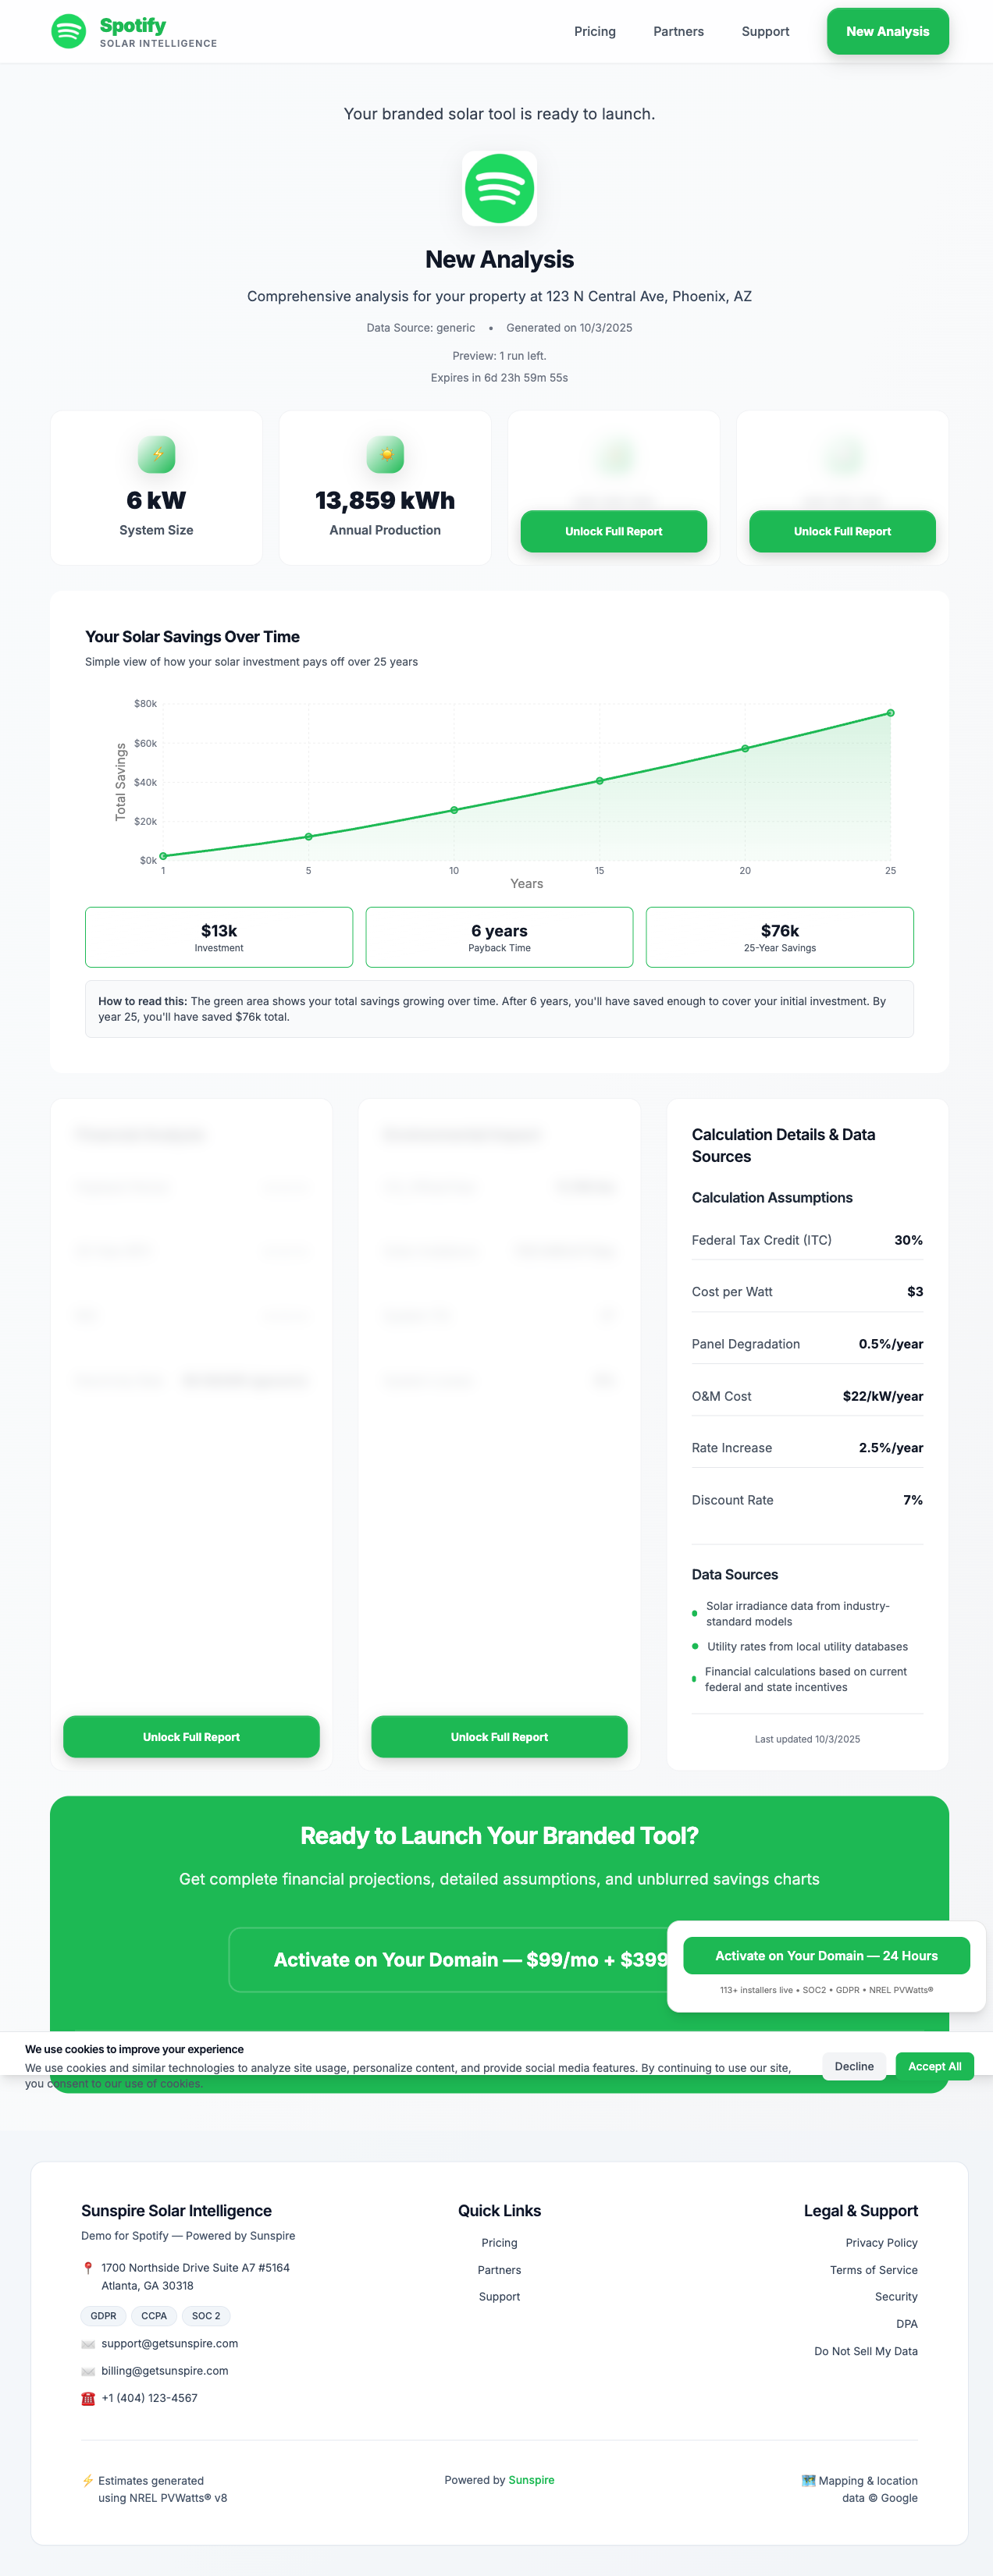 Spotify
SOLAR INTELLIGENCE
Pricing
Partners
Support
New Analysis
Your branded solar tool is ready to launch.
New Analysis
Comprehensive analysis for your property at 123 N Central Ave, Phoenix, AZ
Data Source: generic • Generated on 10/3/2025
Preview: 1 run left.
Expires in 6d 23h 59m 55s
6 kW
System Size
13,859 kWh
Annual Production
Unlock Full Report
Unlock Full Report
Your Solar Savings Over Time
Simple view of how your solar investment pays off over 25 years
$80k
$60k
$40k
$20k
$0k
Total Savings
1
5
10
15
20
25
Years
$13k
Investment
6 years
Payback Time
$76k
25-Year Savings
How to read this: The green area shows your total savings growing over time. After 6 years, you'll have saved enough to cover your initial investment. By
year 25, you'll have saved $76k total.
Unlock Full Report
Unlock Full Report
Calculation Details & Data
Sources
Calculation Assumptions
Federal Tax Credit (ITC) 30%
Cost per Watt $3
Panel Degradation 0.5%/year
O&M Cost $22/kW/year
Rate Increase 2.5%/year
Discount Rate 7%
Data Sources
Solar irradiance data from industry-
standard models
Utility rates from local utility databases
Financial calculations based on current
federal and state incentives
Last updated 10/3/2025
Ready to Launch Your Branded Tool?
Get complete financial projections, detailed assumptions, and unblurred savings charts
Activate on Your Domain — $99/mo + $399
Activate on Your Domain — 24 Hours
113+ installers live • SOC2 • GDPR • NREL PVWatts®
We use cookies to improve your experience
We use cookies and similar technologies to analyze site usage, personalize content, and provide social media features. By continuing to use our site,
you consent to our use of cookies.
Decline
Accept All
Sunspire Solar Intelligence
Demo for Spotify — Powered by Sunspire
1700 Northside Drive Suite A7 #5164
Atlanta, GA 30318
GDPR
CCPA
SOC 2
support@getsunspire.com
billing@getsunspire.com
+1 (404) 123-4567
Quick Links
Pricing
Partners
Support
Legal & Support
Privacy Policy
Terms of Service
Security
DPA
Do Not Sell My Data
Estimates generated
using NREL PVWatts® v8
Powered by Sunspire
Mapping & location
data © Google